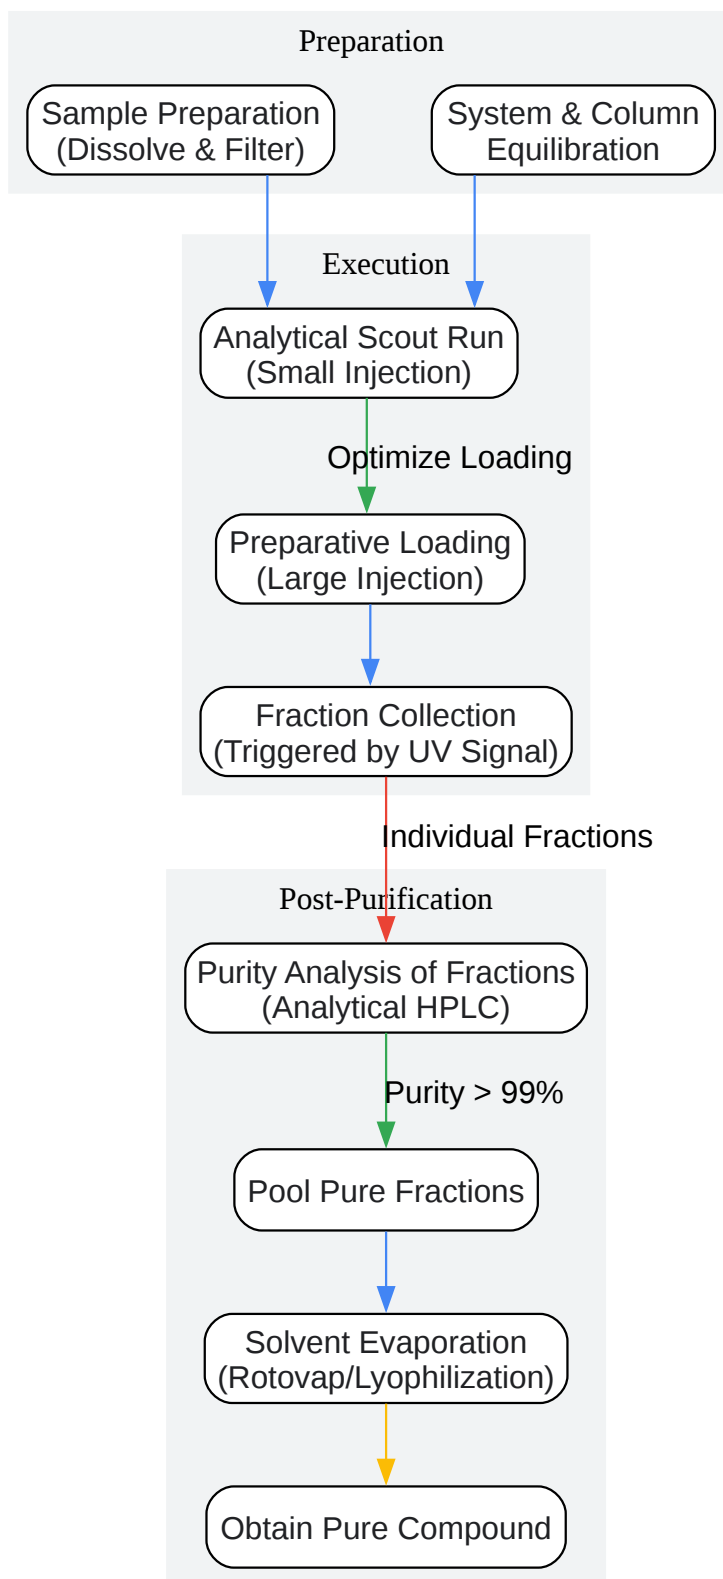 Preparation
Sample Preparation
(Dissolve & Filter)
System & Column
Equilibration
Execution
Analytical Scout Run
(Small Injection)
Optimize Loading
Preparative Loading
(Large Injection)
Fraction Collection
(Triggered by UV Signal)
Individual Fractions
Post-Purification
Purity Analysis of Fractions
(Analytical HPLC)
Purity > 99%
Pool Pure Fractions
Solvent Evaporation
(Rotovap/Lyophilization)
Obtain Pure Compound